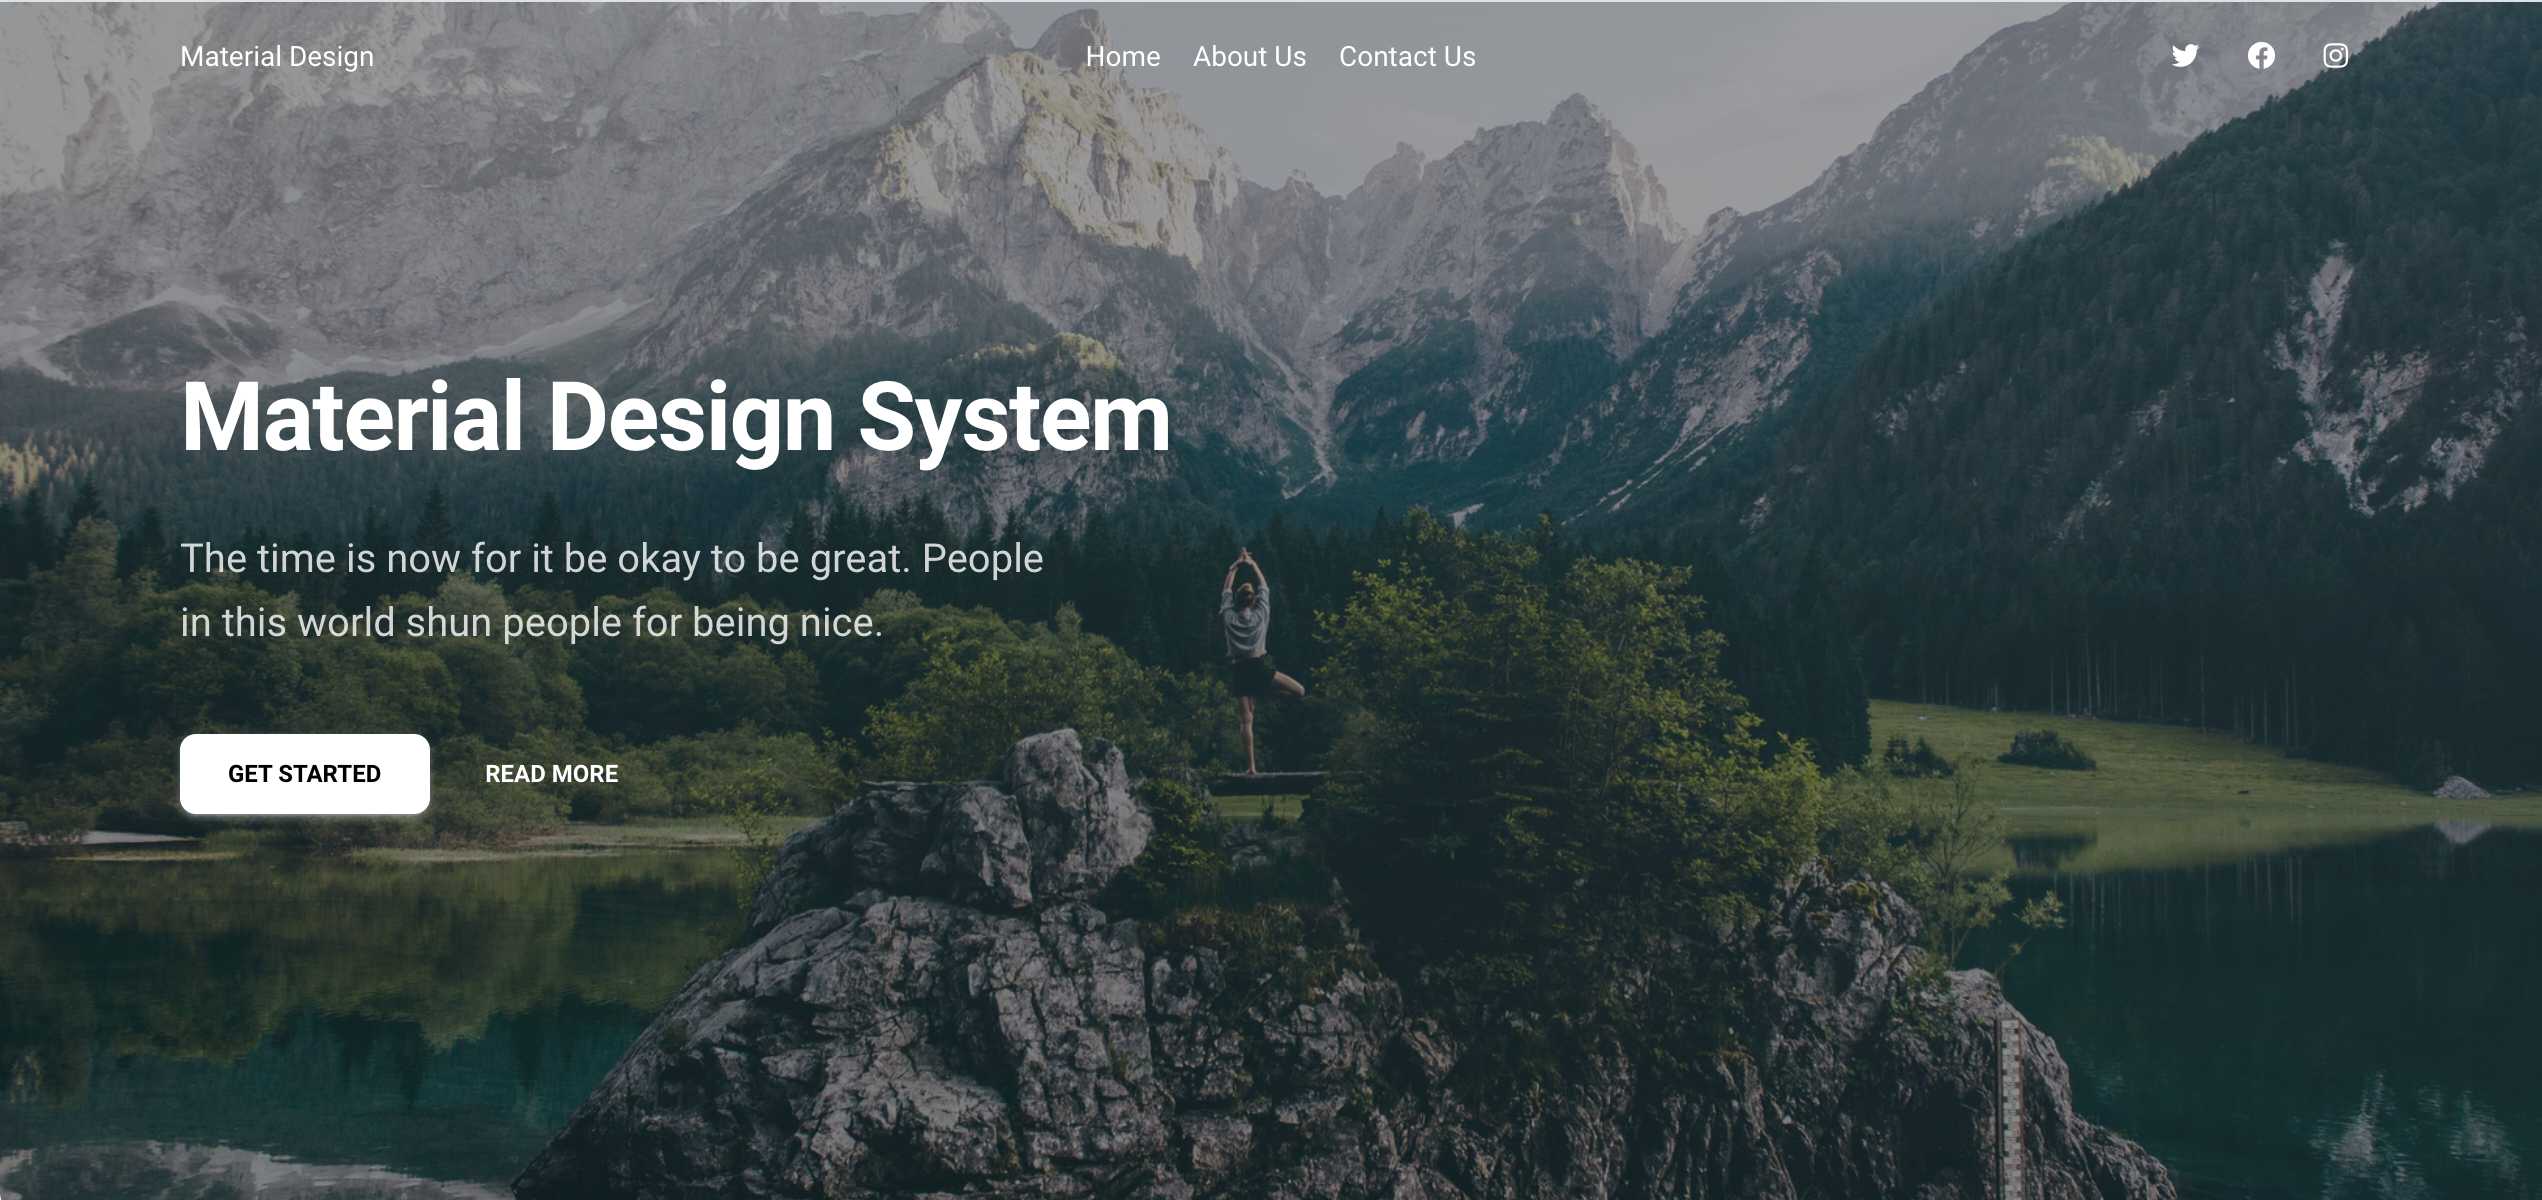 Material Design
Home About Us Contact Us
Material Design System
The time is now for it be okay to be great. People
in this world shun people for being nice.
GET STARTED READ MORE